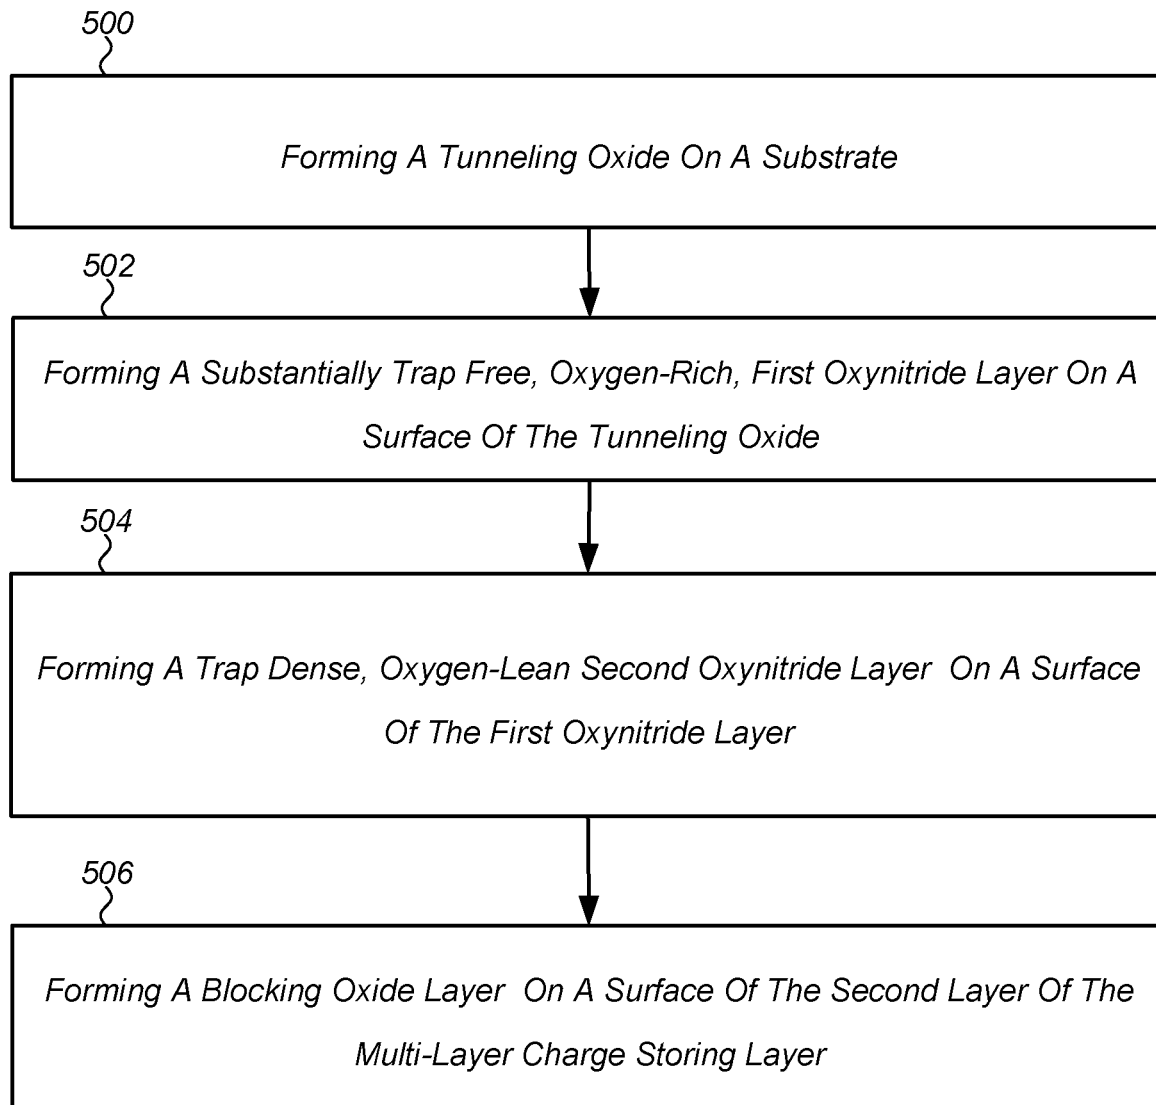 500
Forming A Tunneling Oxide On A Substrate
502
Forming A Substantially Trap Free, Oxygen-Rich, First Oxynitride Layer On A
Surface Of The Tunneling Oxide
504
Forming A Trap Dense, Oxygen-Lean Second Oxynitride Layer On A Surface
Of The First Oxynitride Layer
506
Forming A Blocking Oxide Layer On A Surface Of The Second Layer Of The
Multi-Layer Charge Storing Layer